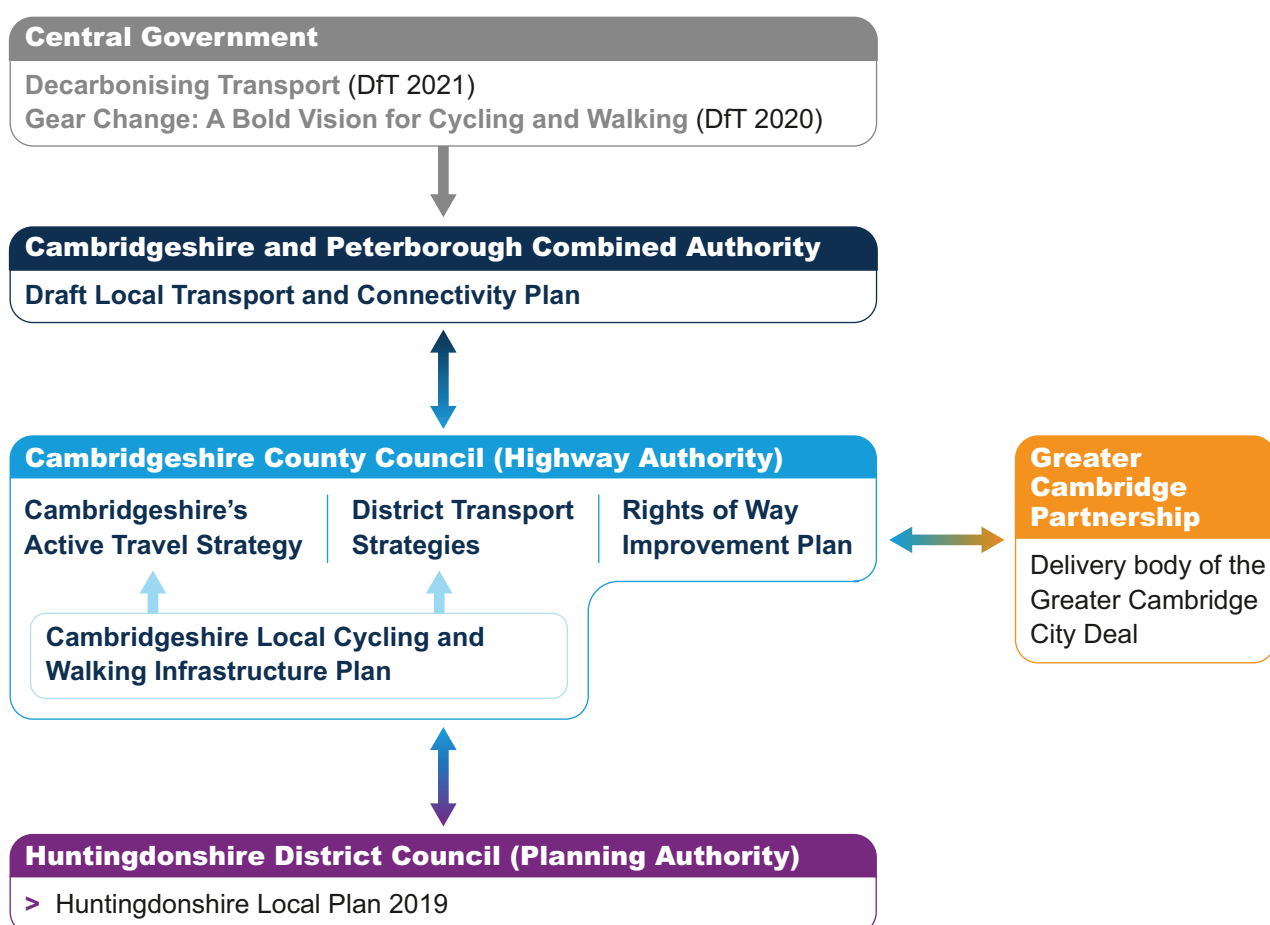 Central Government
Decarbonising Transport (DfT 2021)
Gear Change: A Bold Vision for Cycling and Walking (DfT 2020)
Cambridgeshire and Peterborough Combined Authority
Draft Local Transport and Connectivity Plan
Cambridgeshire County Council (Highway Authority)
Cambridgeshire’s
Active Travel Strategy
District Transport
Strategies
Rights of Way
Improvement Plan
Cambridgeshire Local Cycling and
Walking Infrastructure Plan
Greater
Cambridge
Partnership
Delivery body of the
Greater Cambridge
City Deal
Huntingdonshire District Council (Planning Authority)
> Huntingdonshire Local Plan 2019